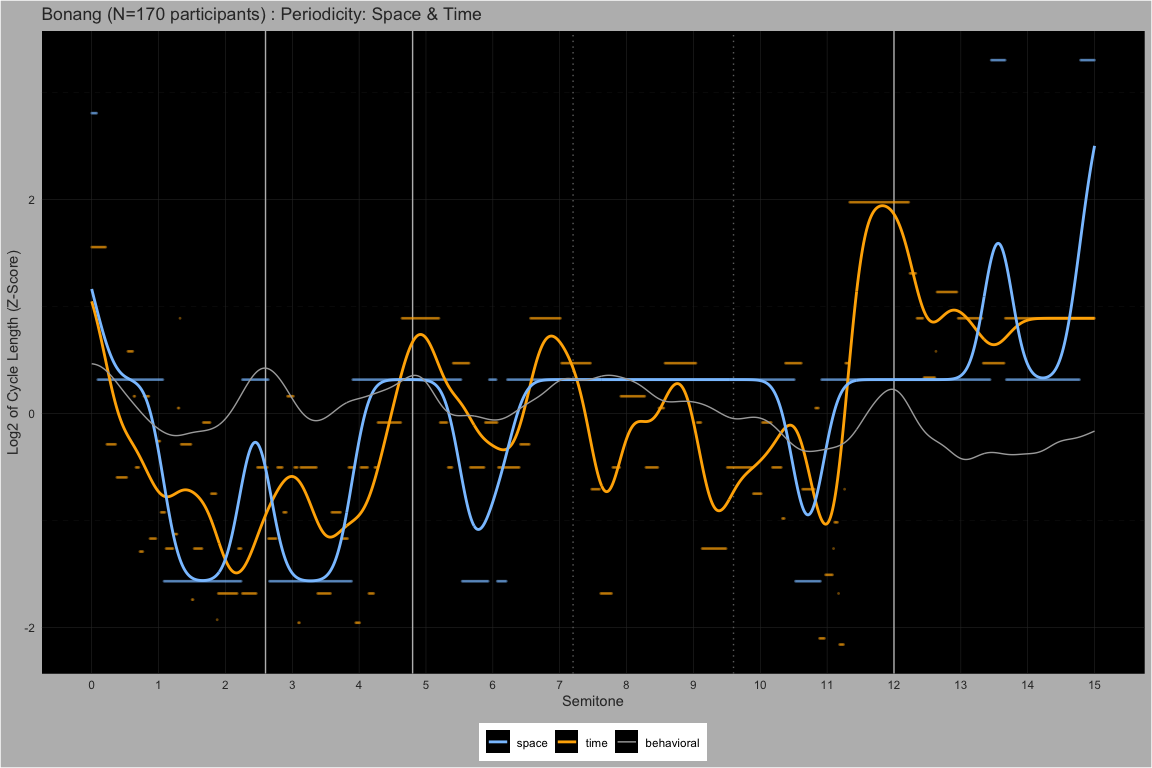 Bonang (N=170 participants) : Periodicity: Space & Time
Log2 of Cycle Length (Z-Score)
2
0
-2
0 1 2 3 4 5 6 7 8 9 10 11 12 13 14 15
Semitone
space time behavioral